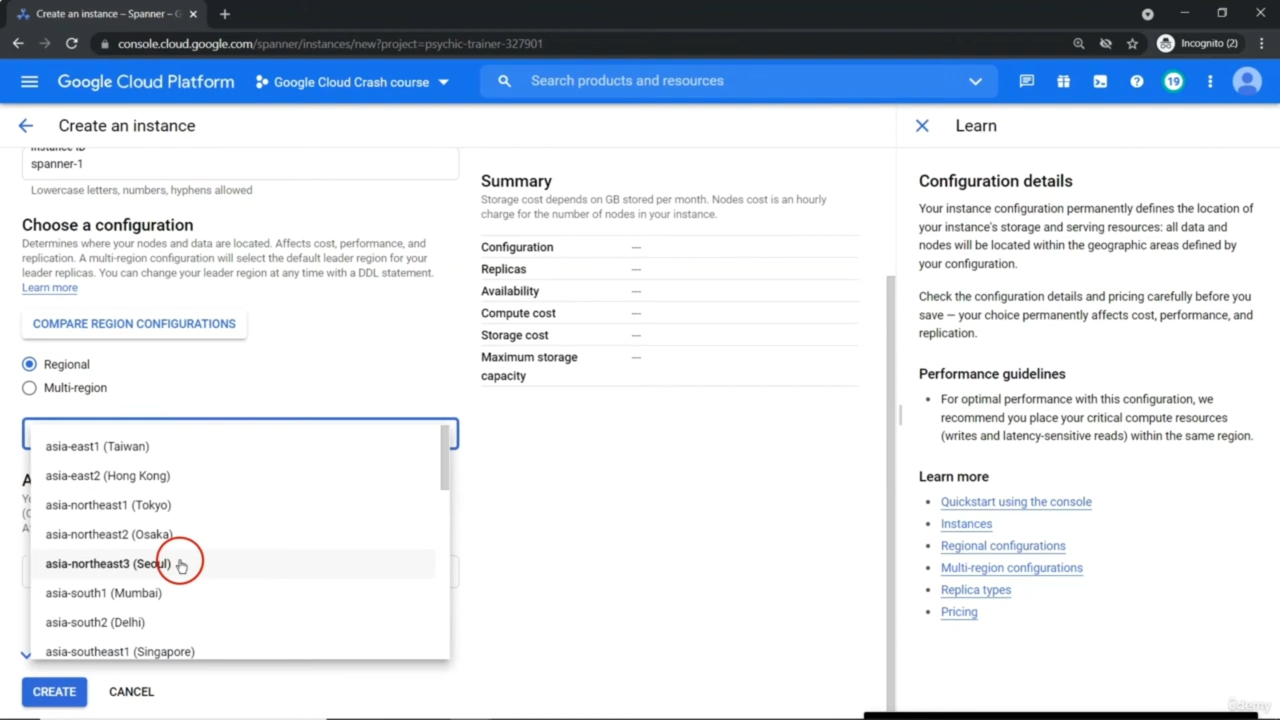 Create an instance – Spanner – G
console.cloud.google.com/spanner/instances/new?project=psychic-trainer-327901
Incognito (2)
Google Cloud Platform
Google Cloud Crash course
Search products and resources
19
Create an instance
Learn
Instance ID
spanner-1
Lowercase letters, numbers, hyphens allowed
Choose a configuration
Determines where your nodes and data are located. Affects cost, performance, and
replication. A multi-region configuration will select the default leader region for your
leader replicas. You can change your leader region at any time with a DDL statement.
Learn more
COMPARE REGION CONFIGURATIONS
Regional
Multi-region
asia-east1 (Taiwan)
asia-east2 (Hong Kong)
asia-northeast1 (Tokyo)
asia-northeast2 (Osaka)
asia-northeast3 (Seoul)
asia-south1 (Mumbai)
asia-south2 (Delhi)
asia-southeast1 (Singapore)
CREATE
CANCEL
Summary
Storage cost depends on GB stored per month. Nodes cost is an hourly
charge for the number of nodes in your instance.
Configuration —
Replicas —
Availability —
Compute cost —
Storage cost —
Maximum storage —
capacity
Configuration details
Your instance configuration permanently defines the location of
your instance's storage and serving resources: all data and
nodes will be located within the geographic areas defined by
your configuration.
Check the configuration details and pricing carefully before you
save — your choice permanently affects cost, performance, and
replication.
Performance guidelines
• For optimal performance with this configuration, we
recommend you place your critical compute resources
(writes and latency-sensitive reads) within the same region.
Learn more
• Quickstart using the console
• Instances
• Regional configurations
• Multi-region configurations
• Replica types
• Pricing
Udemy